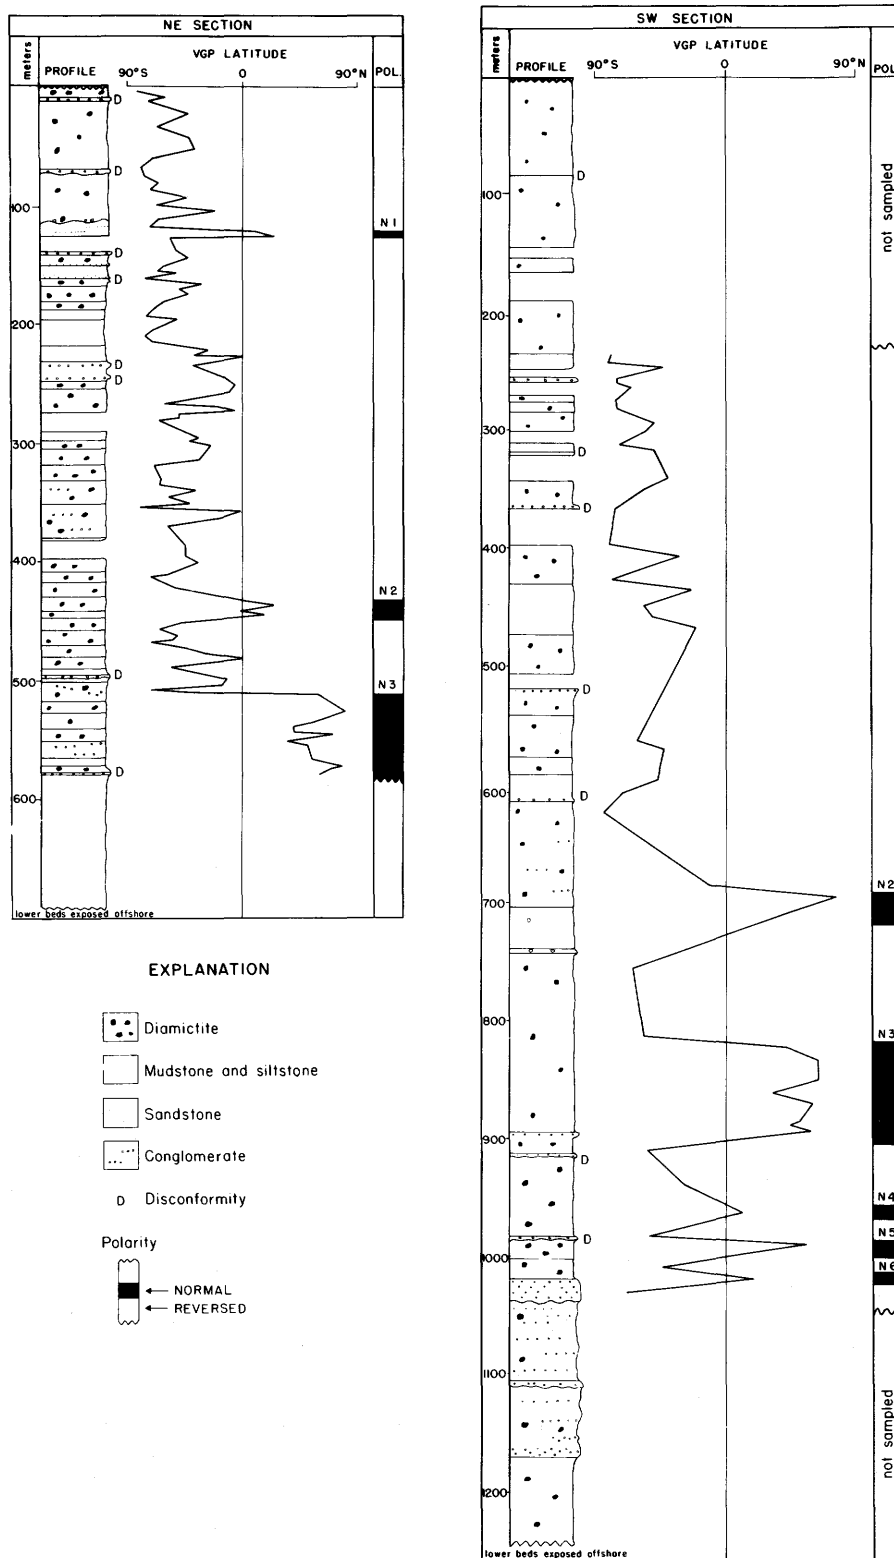 NE SECTION
meters
PROFILE
VGP LATITUDE
90°S
0
90°N
POL.
D
D
100
N1
D
D
200
D
D
300
400
N2
D
500
N3
D
600
lower beds exposed offshore
EXPLANATION
Diamictite
Mudstone and siltstone
Sandstone
Conglomerate
D Disconformity
Polarity
NORMAL
REVERSED
SW SECTION
meters
PROFILE
VGP LATITUDE
90°S
0
90°N
POL
D
100
not sampled
200
300
D
D
400
500
D
600
D
N2
700
800
N3
900
D
N4
N5
D
1000
N6
1100
not sampled
1200
lower beds exposed offshore